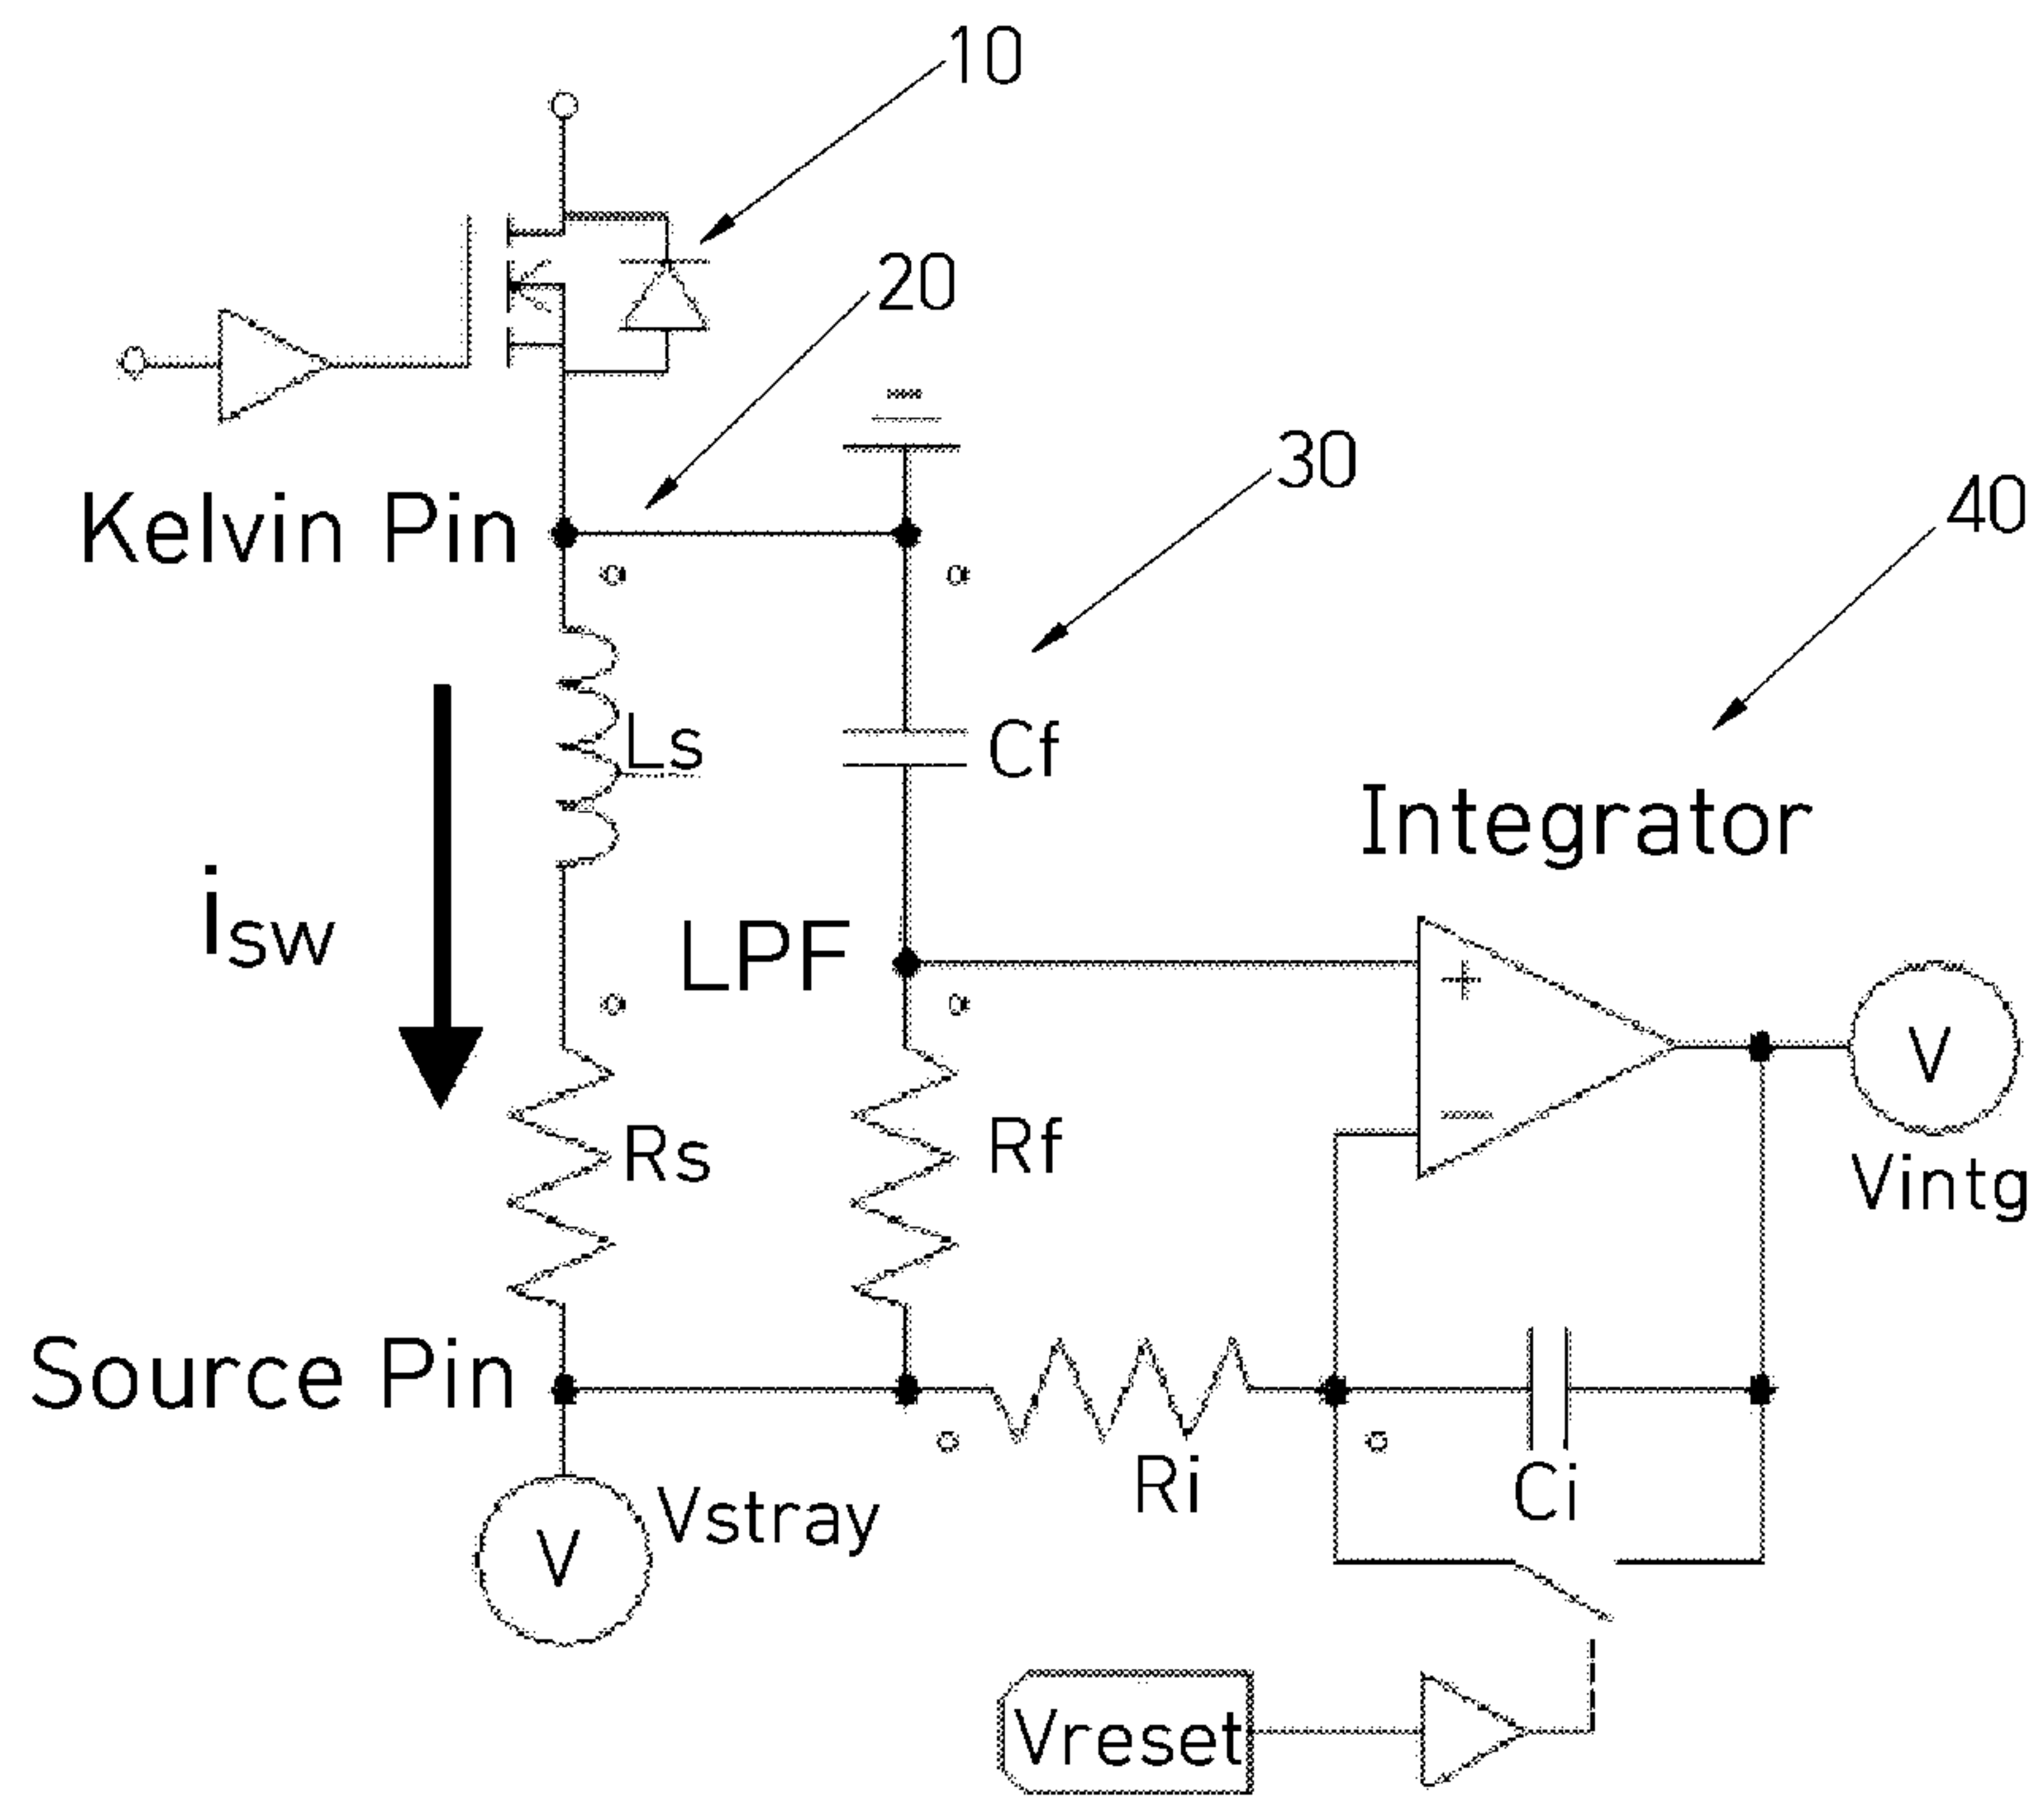 10
20
30
40
Kelvin Pin
Ls
Cf
Integrator
isw
LPF
+
−
V
Rs
Rf
Vintg
Source Pin
Ri
Ci
V
Vstray
Vreset